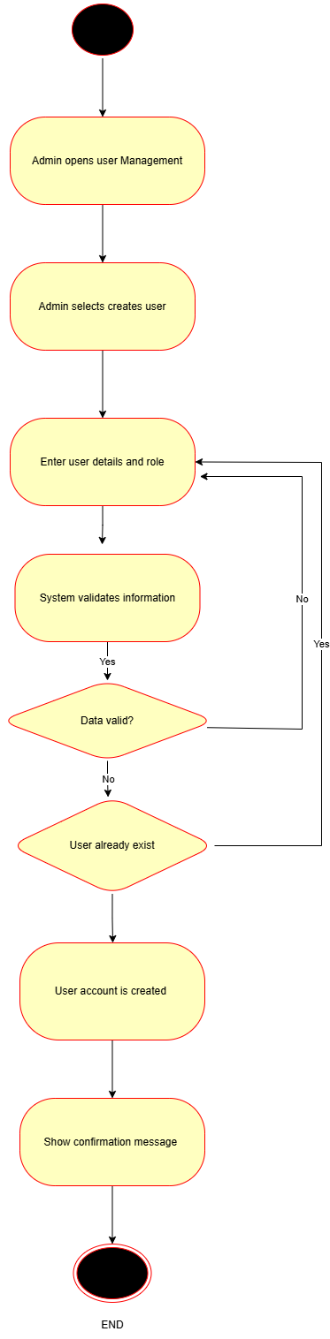 Admin opens user Management
Admin selects creates user
Enter user details and role
System validates information
No
Yes
Yes
Data valid?
No
User already exist
User account is created
Show confirmation message
END